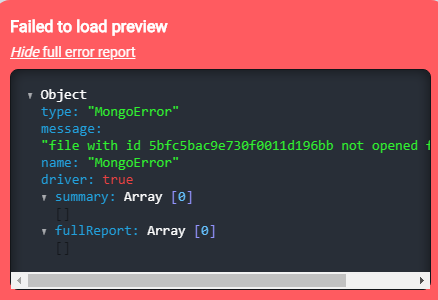 Failed to load preview
Hide full error report
▾ Object
type: "MongoError"
message:
"file with id 5bfc5bac9e730f0011d196bb not opened
name: "MongoError"
driver: true
▾ summary: Array [0]
[]
▾ fullReport: Array [0]
[]